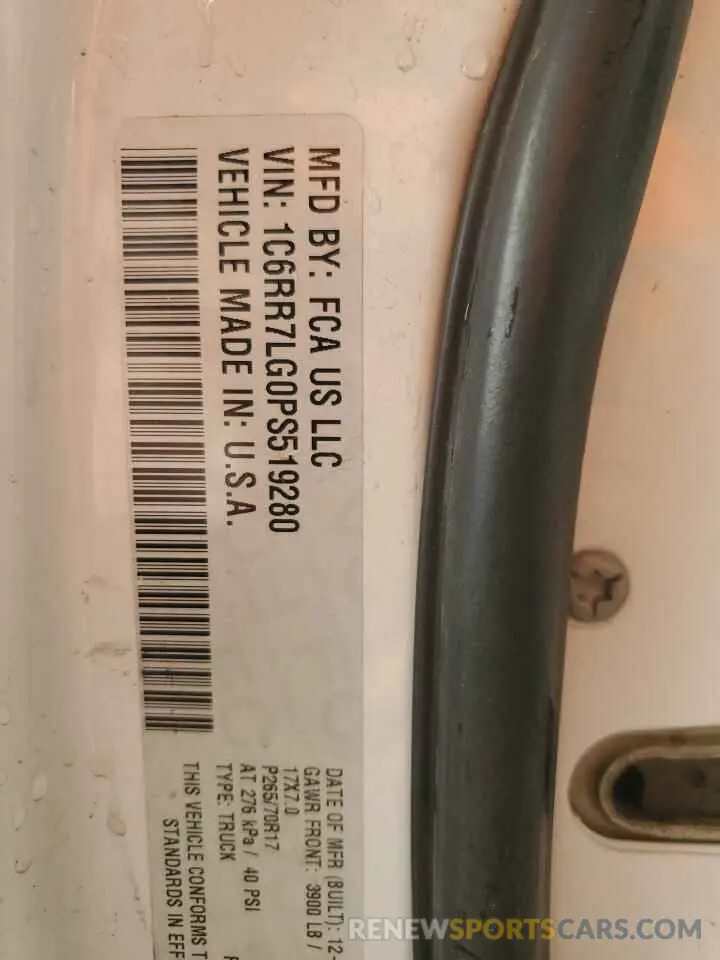 MFD BY: FCA US LLC
VIN: 1C6RR7LG0PS519280
VEHICLE MADE IN: U.S.A.
DATE OF MFR (BUILT): 12-
GAWR FRONT: 3900 LB /
17X7.0
P265/70R17
AT 276 kPa / 40 PSI
TYPE: TRUCK
THIS VEHICLE CONFORMS T
STANDARDS IN EFF
RENEWSPORTSCARS.COM